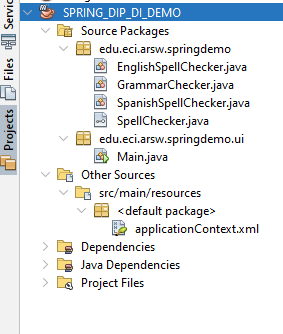 SPRING_DIP_DI_DEMO
Source Packages
edu.eci.arsw.springdemo
EnglishSpellChecker.java
GrammarChecker.java
SpanishSpellChecker.java
SpellChecker.java
edu.eci.arsw.springdemo.ui
Main.java
Other Sources
src/main/resources
<default package>
applicationContext.xml
Dependencies
Java Dependencies
Project Files
Services
Files
Projects